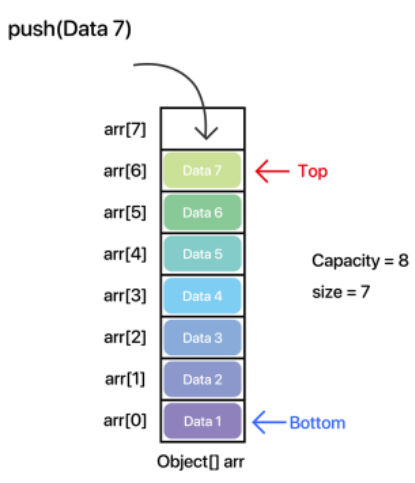 push(Data 7)
arr[7]
arr[6] Data 7 Top
arr[5] Data 6
arr[4] Data 5
Capacity = 8
arr[3] Data 4
size = 7
arr[2] Data 3
arr[1] Data 2
arr[0] Data 1 Bottom
Object[] arr